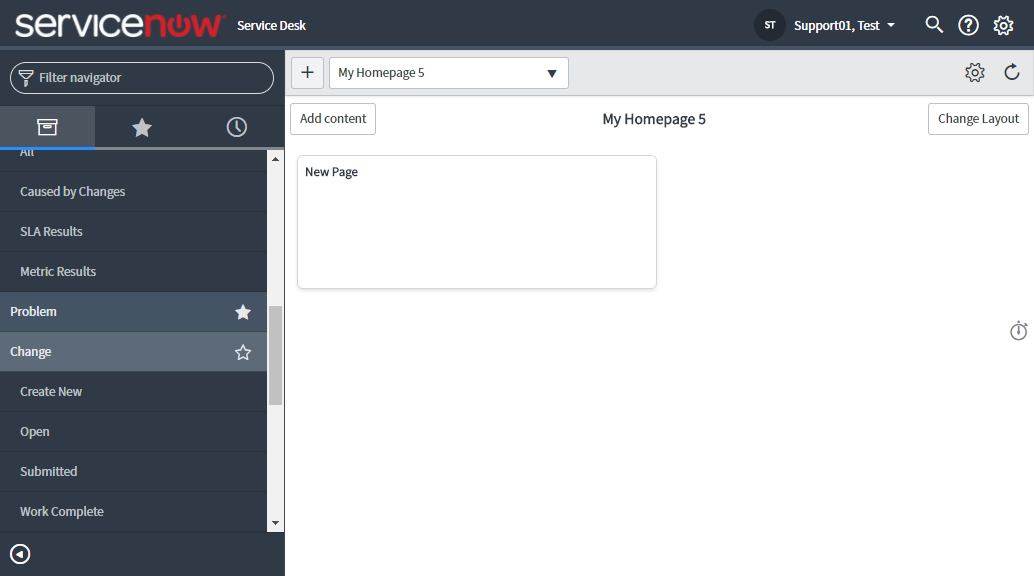 servicenow Service Desk
ST Support01, Test
Filter navigator
My Homepage 5
Add content
My Homepage 5
Change Layout
New Page
All
Caused by Changes
SLA Results
Metric Results
Problem
Change
Create New
Open
Submitted
Work Complete